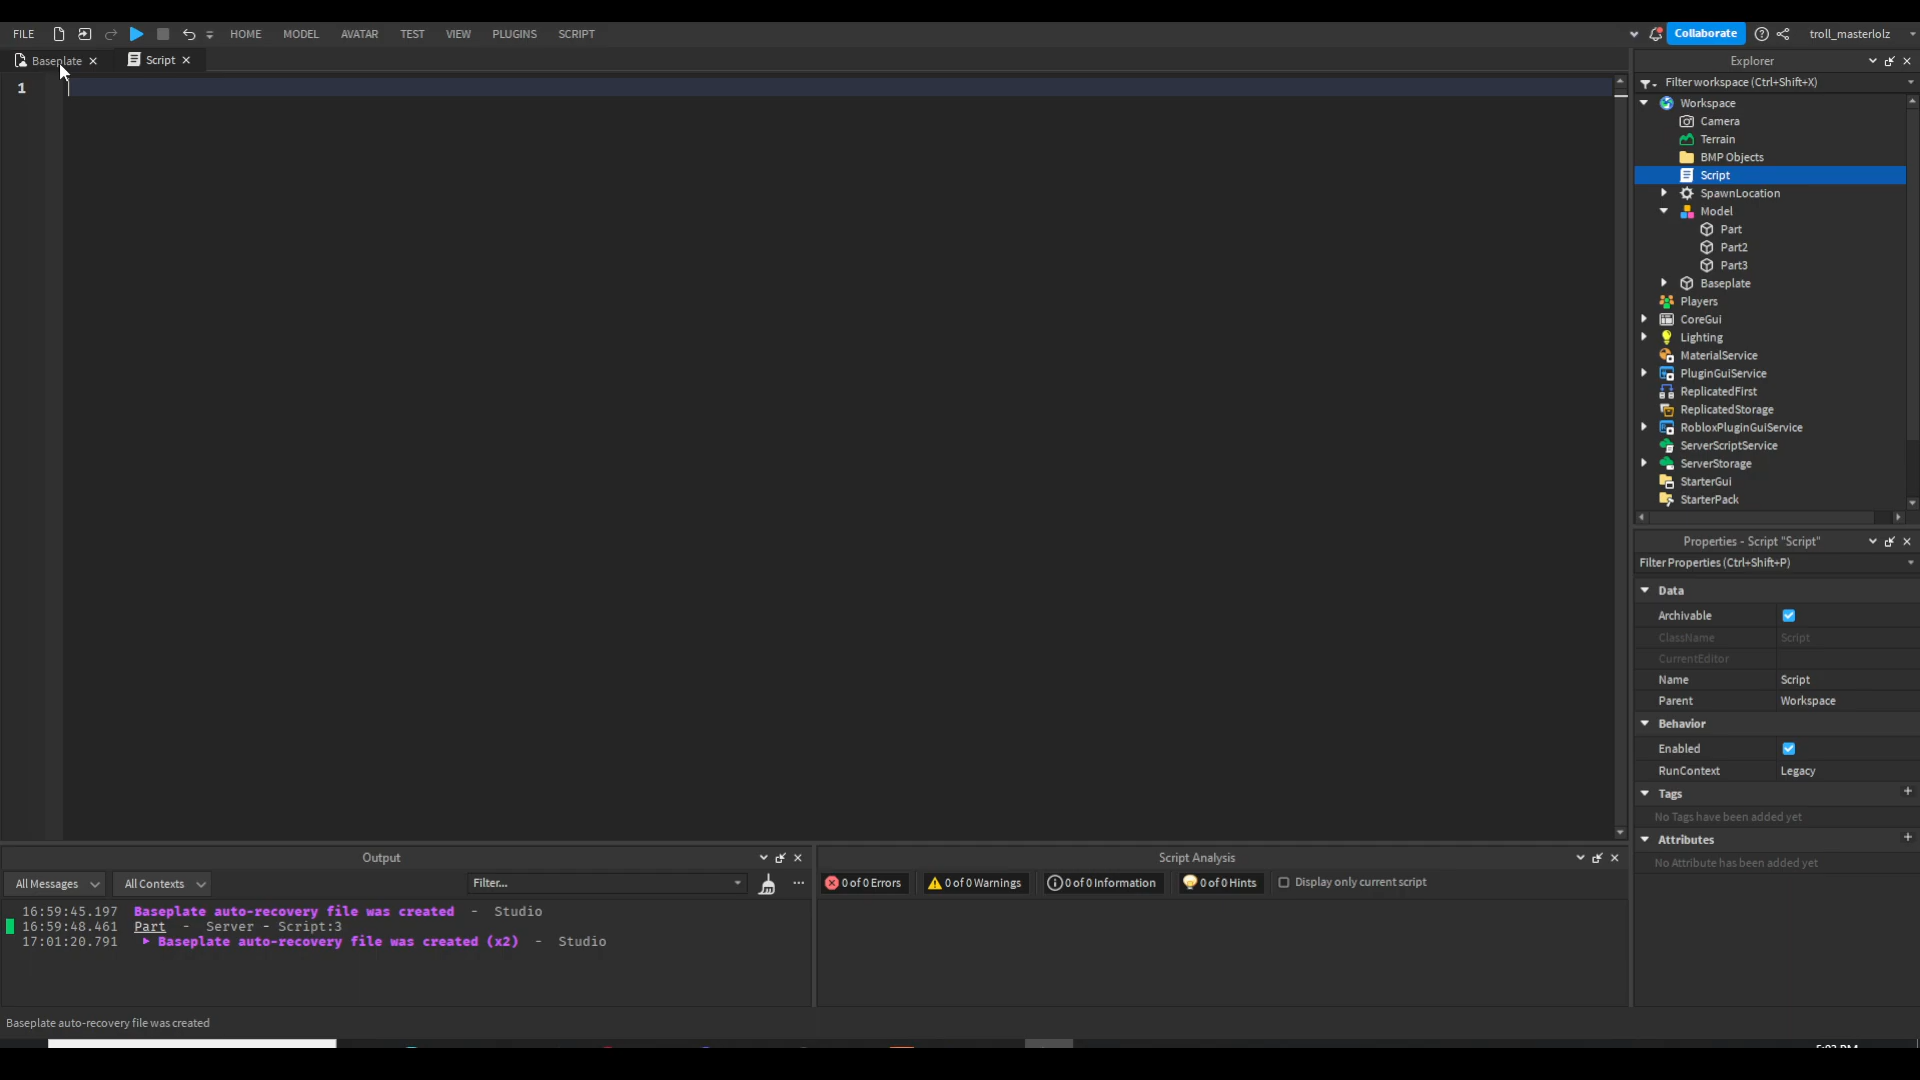 FILE HOME MODEL AVATAR TEST VIEW PLUGINS SCRIPT Collaborate troll_masterlolz
Baseplate Script
1
Explorer
Filter workspace (Ctrl+Shift+X)
Workspace
Camera
Terrain
BMP Objects
Script
SpawnLocation
Model
Part
Part2
Part3
Baseplate
Players
CoreGui
Lighting
MaterialService
PluginGuiService
ReplicatedFirst
ReplicatedStorage
RobloxPluginGuiService
ServerScriptService
ServerStorage
StarterGui
StarterPack
Properties - Script "Script"
Filter Properties (Ctrl+Shift+P)
Data
Archivable
ClassName Script
CurrentEditor
Name Script
Parent Workspace
Behavior
Enabled
RunContext Legacy
Tags
No Tags have been added yet
Attributes
No Attribute has been added yet
Output
All Messages All Contexts Filter...
16:59:45.197 Baseplate auto-recovery file was created - Studio
16:59:48.461 Part - Server - Script:3
17:01:20.791 Baseplate auto-recovery file was created (x2) - Studio
Script Analysis
0 of 0 Errors 0 of 0 Warnings 0 of 0 Information 0 of 0 Hints Display only current script
Baseplate auto-recovery file was created